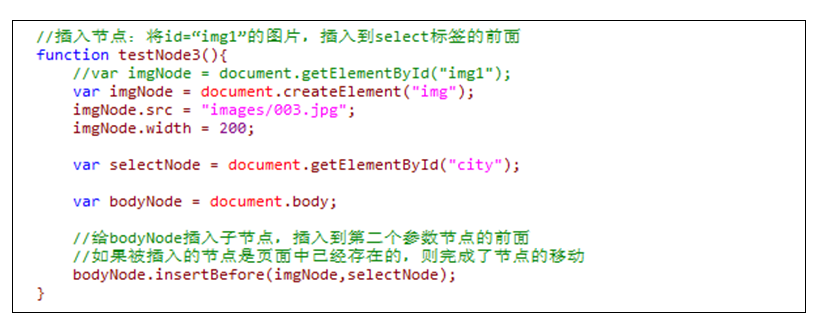 //插入节点：将id=“img1”的图片，插入到select标签的前面
function testNode3(){
    //var imgNode = document.getElementById("img1");
    var imgNode = document.createElement("img");
    imgNode.src = "images/003.jpg";
    imgNode.width = 200;

    var selectNode = document.getElementById("city");

    var bodyNode = document.body;

    //给bodyNode插入子节点，插入到第二个参数节点的前面
    //如果被插入的节点是页面中已经存在的，则完成了节点的移动
    bodyNode.insertBefore(imgNode,selectNode);
}